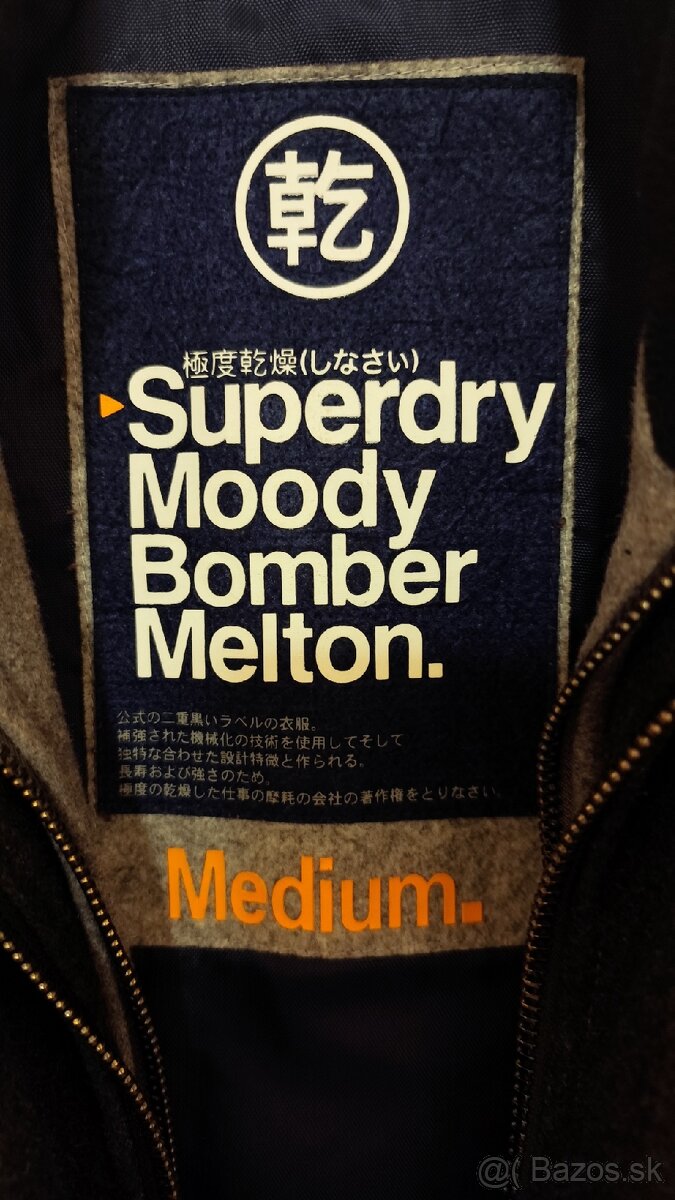 乾
極度乾燥(しなさい)
Superdry
Moody
Bomber
Melton.
公式の二重黒いラベルの衣服。
補強された機械化の技術を使用してそして
独特な合わせた設計特徴と作られる。
長寿および強さのため。
極度の乾燥した仕事の摩耗の会社の著作権をとりなさい。
Medium.
@( Bazos.sk